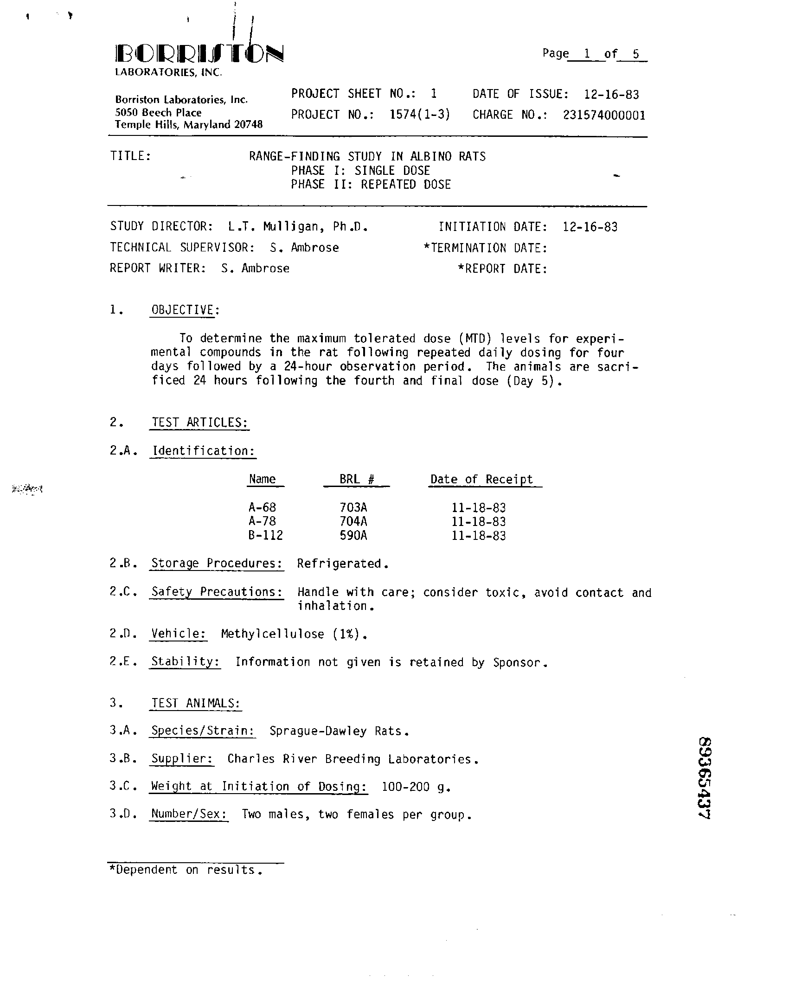 BORRISTON
LABORATORIES, INC.
Page 1 of 5
Borriston Laboratories, Inc.
5050 Beech Place
Temple Hills, Maryland 20748
PROJECT SHEET NO.: 1 DATE OF ISSUE: 12-16-83
PROJECT NO.: 1574(1-3) CHARGE NO.: 231574000001
TITLE: RANGE-FINDING STUDY IN ALBINO RATS
PHASE I: SINGLE DOSE
PHASE II: REPEATED DOSE
STUDY DIRECTOR: L.T. Mulligan, Ph.D. INITIATION DATE: 12-16-83
TECHNICAL SUPERVISOR: S. Ambrose *TERMINATION DATE:
REPORT WRITER: S. Ambrose *REPORT DATE:
1. OBJECTIVE:
To determine the maximum tolerated dose (MTD) levels for experi-
mental compounds in the rat following repeated daily dosing for four
days followed by a 24-hour observation period. The animals are sacri-
ficed 24 hours following the fourth and final dose (Day 5).
2. TEST ARTICLES:
2.A. Identification:
Name BRL # Date of Receipt
A-68 703A 11-18-83
A-78 704A 11-18-83
B-112 590A 11-18-83
2.B. Storage Procedures: Refrigerated.
2.C. Safety Precautions: Handle with care; consider toxic, avoid contact and
inhalation.
2.D. Vehicle: Methylcellulose (1%).
2.E. Stability: Information not given is retained by Sponsor.
3. TEST ANIMALS:
3.A. Species/Strain: Sprague-Dawley Rats.
3.B. Supplier: Charles River Breeding Laboratories.
3.C. Weight at Initiation of Dosing: 100-200 g.
3.D. Number/Sex: Two males, two females per group.
*Dependent on results.
89365437